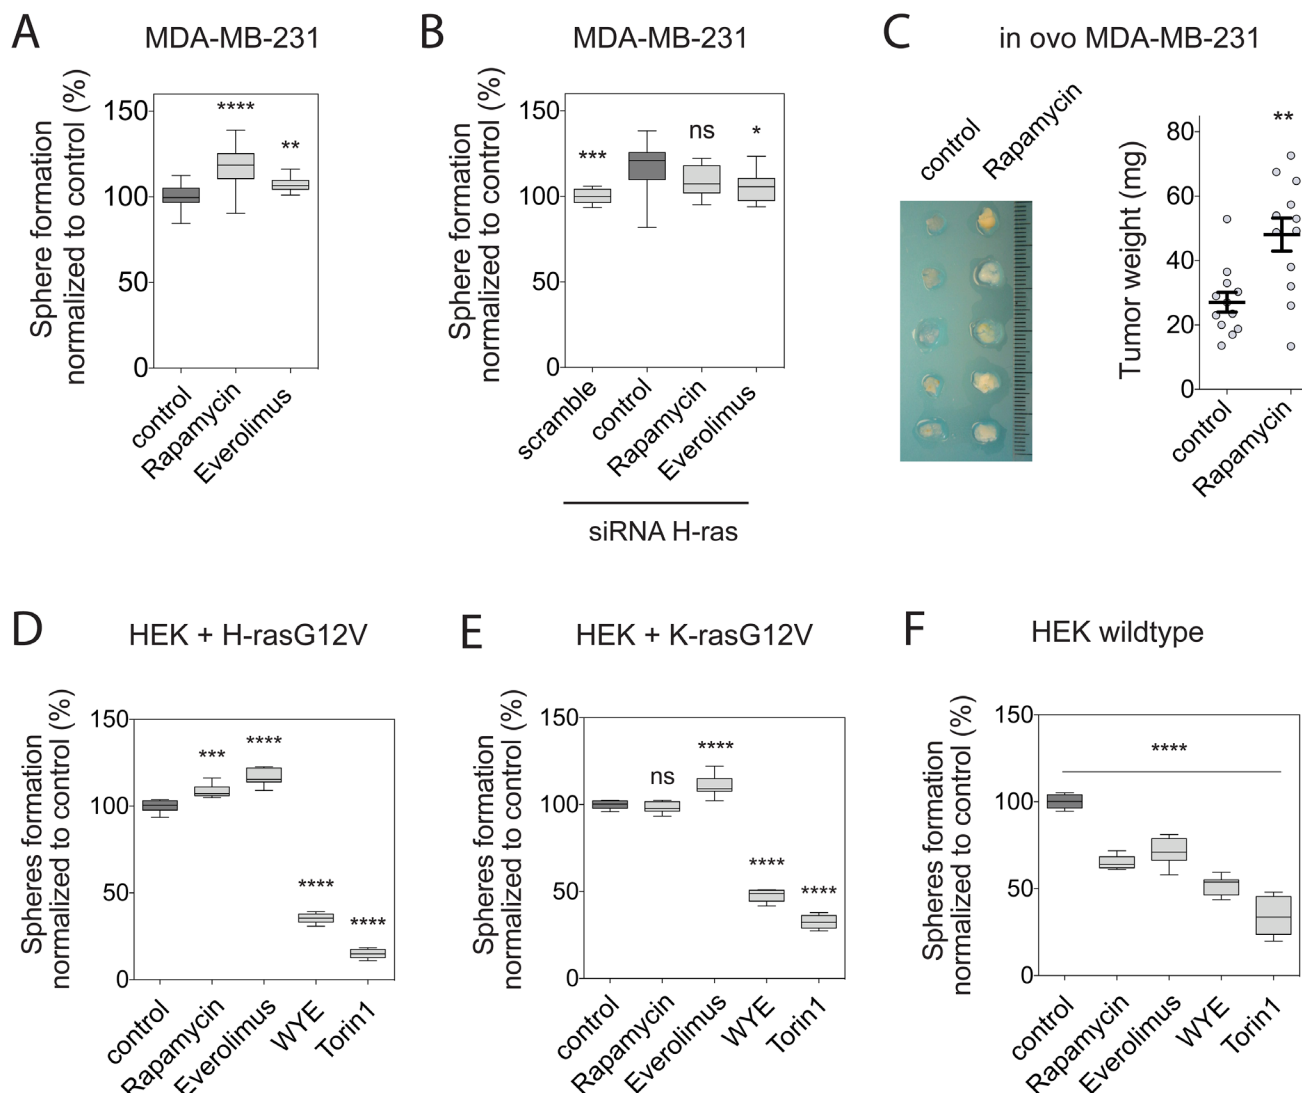 A
MDA-MB-231
Sphere formation
normalized to control (%)
150
100
50
0
****
**
control
Rapamycin
Everolimus
B
MDA-MB-231
Sphere formation
normalized to control (%)
150
100
50
0
***
ns
*
scramble
control
Rapamycin
Everolimus
siRNA H-ras
C
in ovo MDA-MB-231
control
Rapamycin
Tumor weight (mg)
80
60
40
20
0
**
control
Rapamycin
D
HEK + H-rasG12V
Spheres formation
normalized to control (%)
150
100
50
0
***
****
****
****
control
Rapamycin
Everolimus
WYE
Torin1
E
HEK + K-rasG12V
Spheres formation
normalized to control (%)
150
100
50
0
ns
****
****
****
control
Rapamycin
Everolimus
WYE
Torin1
F
HEK wildtype
Spheres formation
normalized to control (%)
150
100
50
0
****
control
Rapamycin
Everolimus
WYE
Torin1